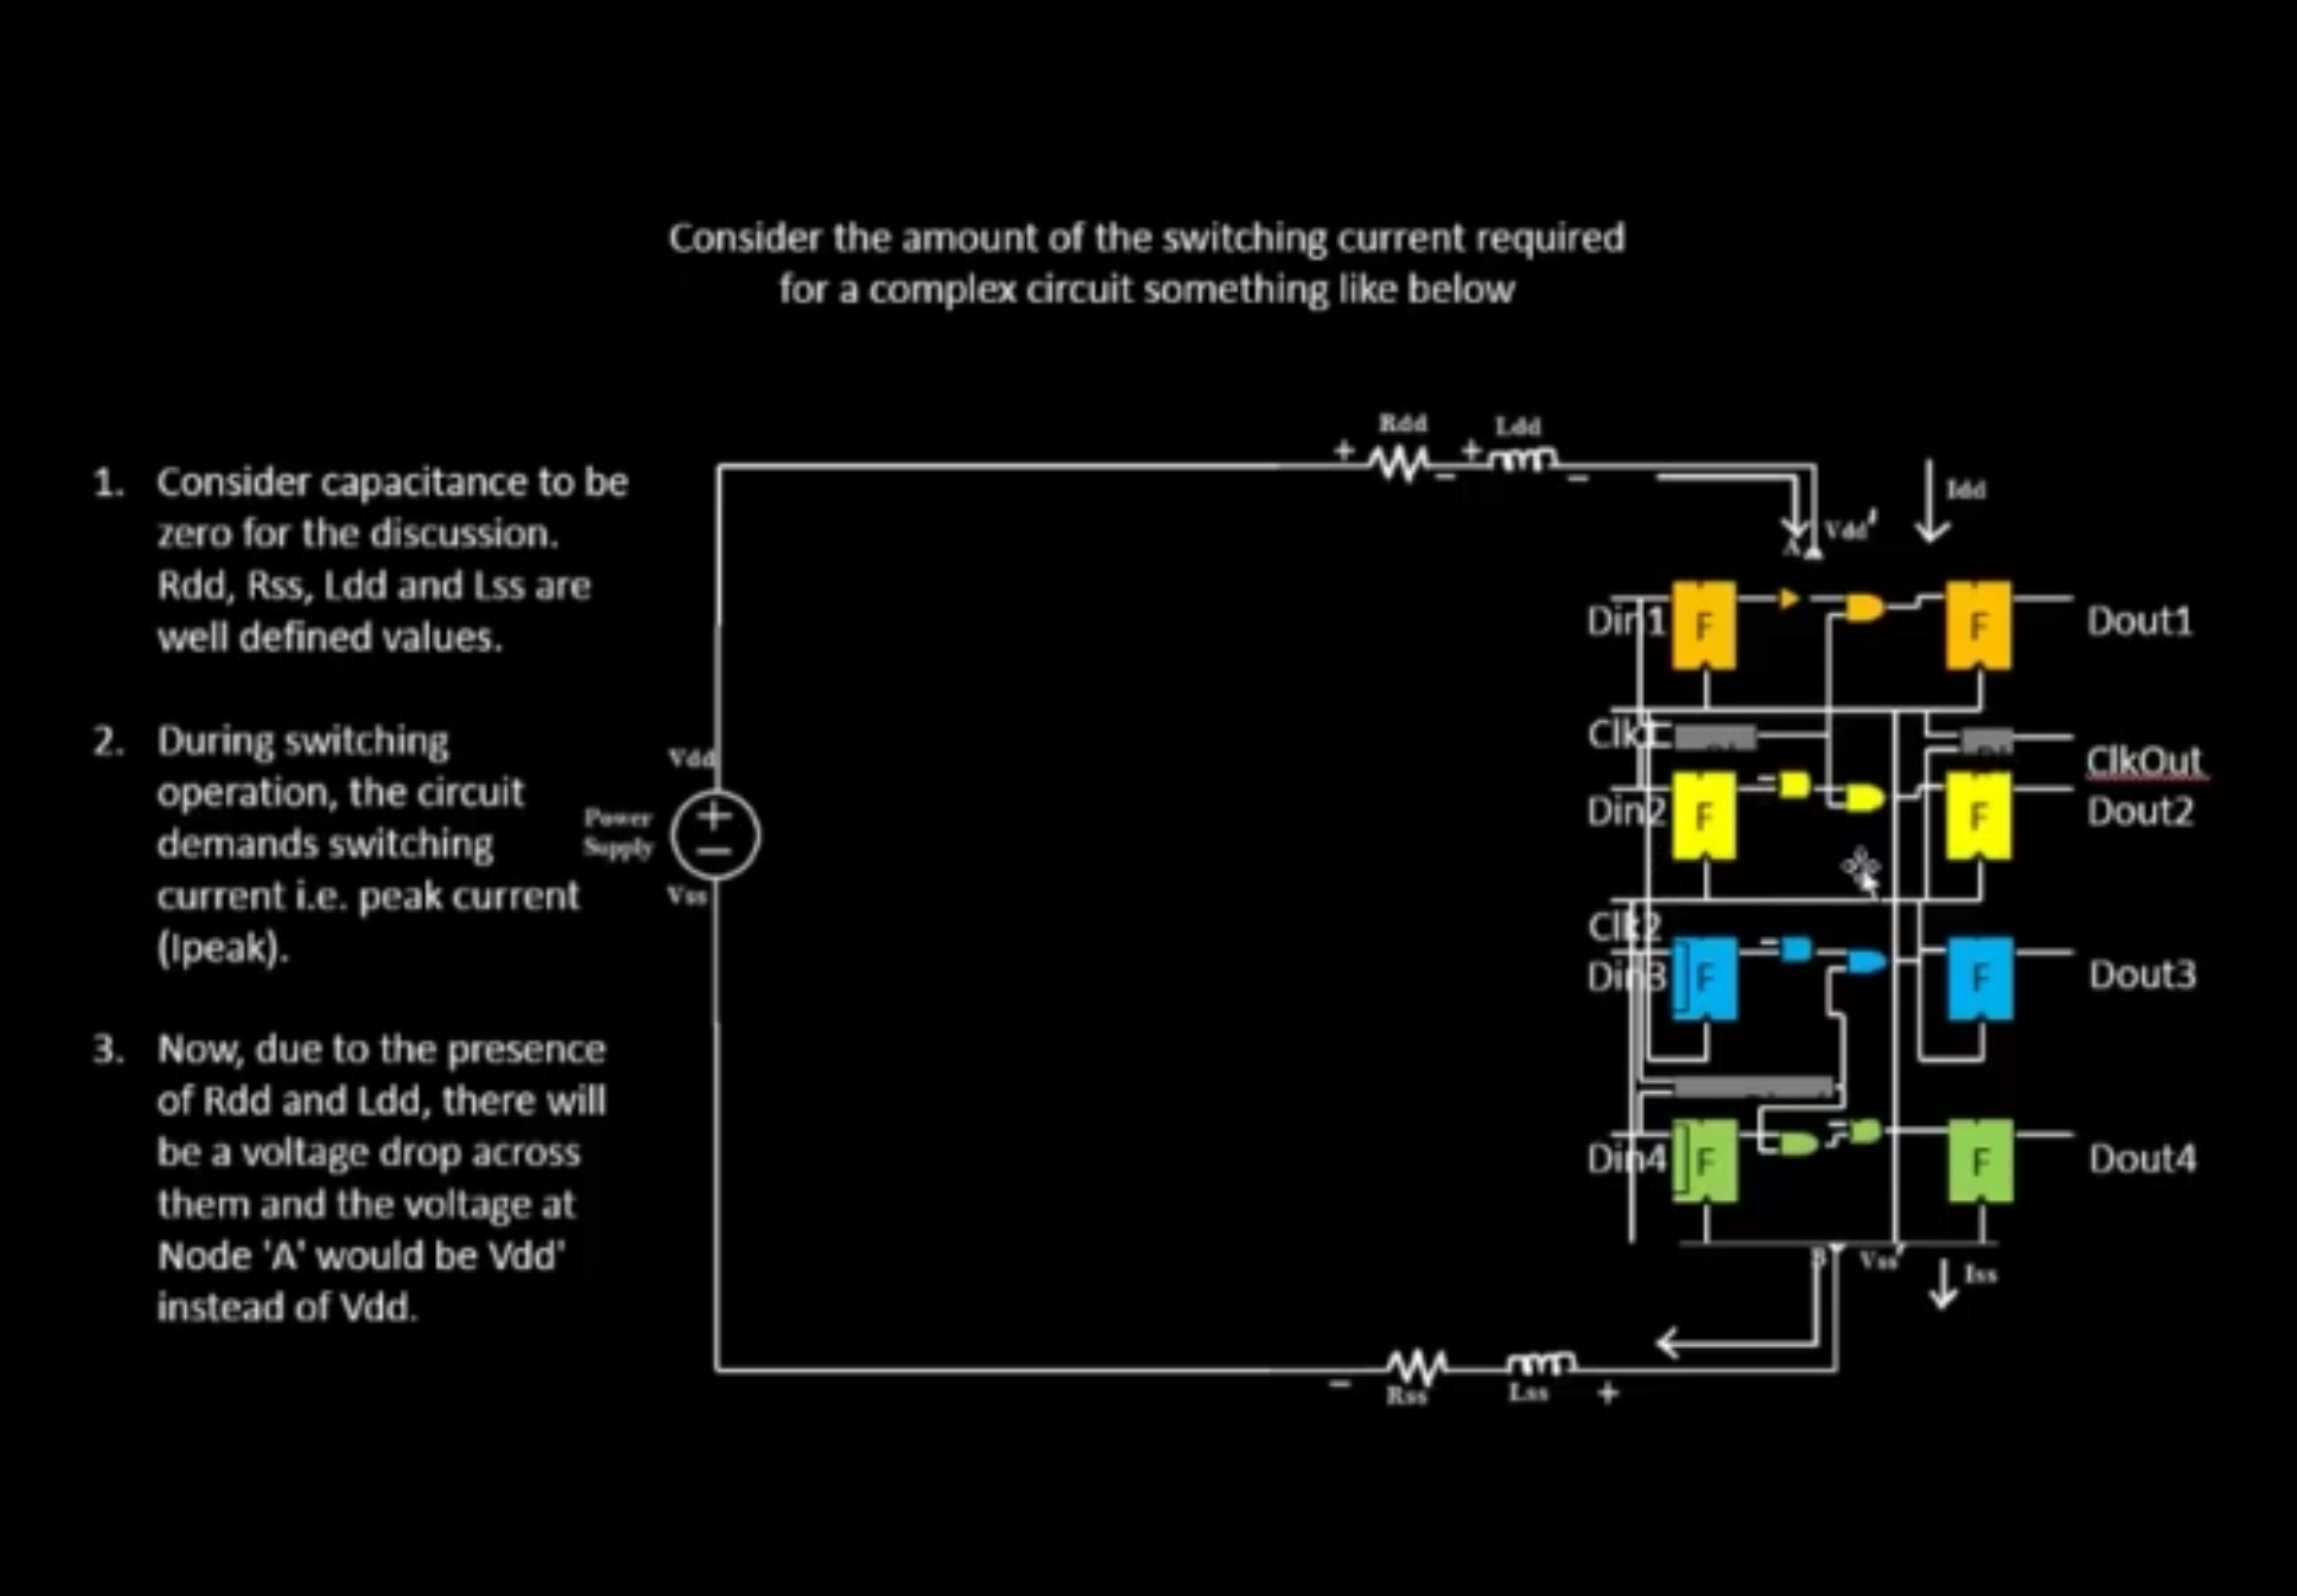 Consider the amount of the switching current required
for a complex circuit something like below
1. Consider capacitance to be
zero for the discussion.
Rdd, Rss, Ldd and Lss are
well defined values.
2. During switching
operation, the circuit
demands switching
current i.e. peak current
(Ipeak).
3. Now, due to the presence
of Rdd and Ldd, there will
be a voltage drop across
them and the voltage at
Node 'A' would be Vdd'
instead of Vdd.
Vdd
Power
Supply
+
−
Vss
Rdd
Ldd
+
−
+
−
A
Vdd'
Idd
Din1
F
F
Dout1
Clk1
ClkOut
Din2
F
F
Dout2
Clk2
Din3
F
F
Dout3
Din4
F
F
Dout4
B
Vss'
Iss
−
Rss
Lss
+